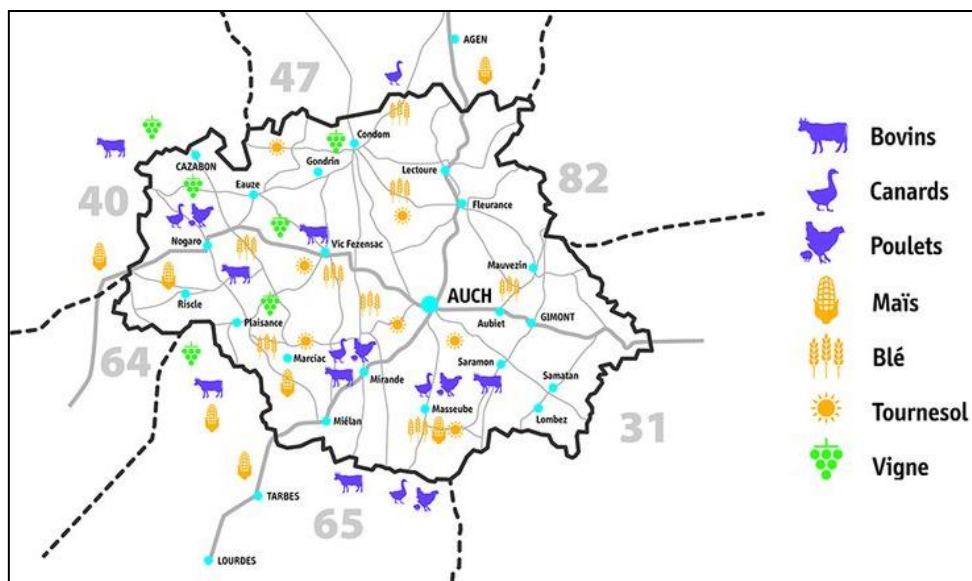 AGEN
47
Condom
CAZABON
Gondrin
Lectoure
82
Eauze
40
Fleurance
Nogaro
Vic Fezensac
Mauvezin
Riscle
AUCH
Plaisance
Aubiet
GIMONT
64
Marciac
Saramon
Mirande
Samatan
Masseube
Lombez
Miélan
31
TARBES
65
LOURDES
Bovins
Canards
Poulets
Maïs
Blé
Tournesol
Vigne